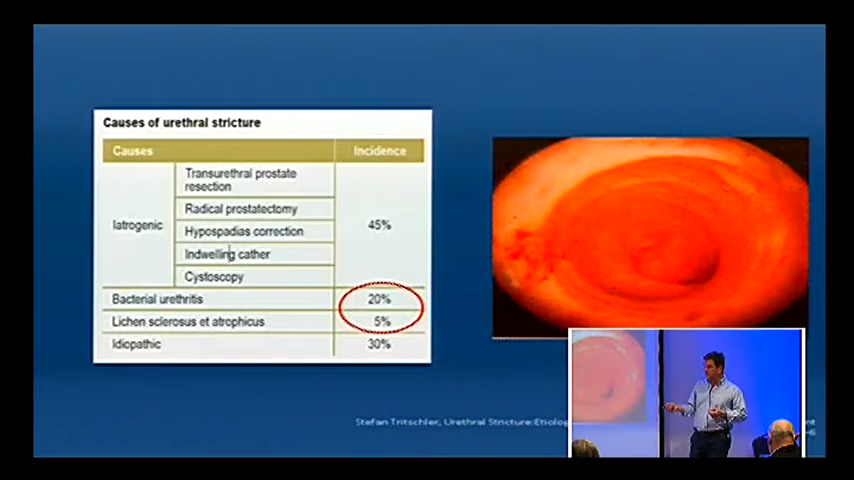 Causes of urethral stricture
Causes Incidence
Transurethral prostate
resection
Radical prostatectomy
Iatrogenic Hypospadias correction 45%
Indwelling cather
Cystoscopy
Bacterial urethritis 20%
Lichen sclerosus et atrophicus 5%
Idiopathic 30%
Stefan Tritschler, Urethral Stricture:Etiolo